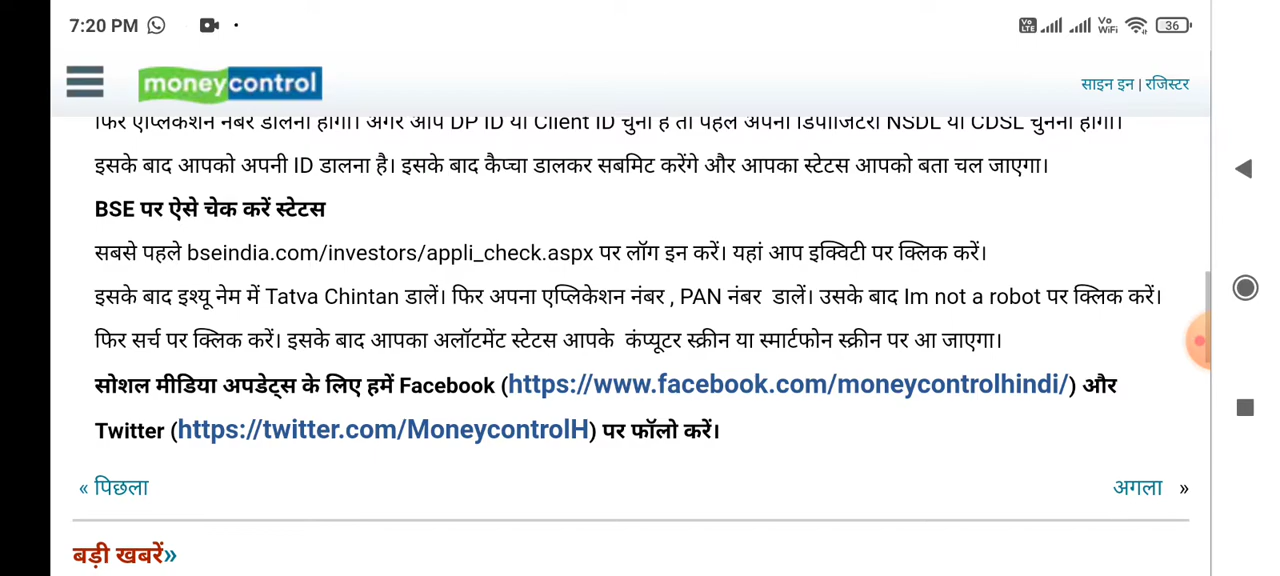 7:20 PM
Vo LTE Vo WiFi 36
moneycontrol
साइन इन | रजिस्टर
फिर एप्लिकेशन नंबर डालना होगा। अगर आप DP ID या Client ID चुना है तो पहले अपनी डिपॉजिटरी NSDL या CDSL चुननी होगी।
इसके बाद आपको अपनी ID डालना है। इसके बाद कैप्चा डालकर सबमिट करेंगे और आपका स्टेटस आपको बता चल जाएगा।
BSE पर ऐसे चेक करें स्टेटस
सबसे पहले bseindia.com/investors/appli_check.aspx पर लॉग इन करें। यहां आप इक्विटी पर क्लिक करें।
इसके बाद इश्यू नेम में Tatva Chintan डालें। फिर अपना एप्लिकेशन नंबर , PAN नंबर डालें। उसके बाद Im not a robot पर क्लिक करें।
फिर सर्च पर क्लिक करें। इसके बाद आपका अलॉटमेंट स्टेटस आपके कंप्यूटर स्क्रीन या स्मार्टफोन स्क्रीन पर आ जाएगा।
सोशल मीडिया अपडेट्स के लिए हमें Facebook (https://www.facebook.com/moneycontrolhindi/) और
Twitter (https://twitter.com/MoneycontrolH) पर फॉलो करें।
« पिछला
अगला »
बड़ी खबरें»